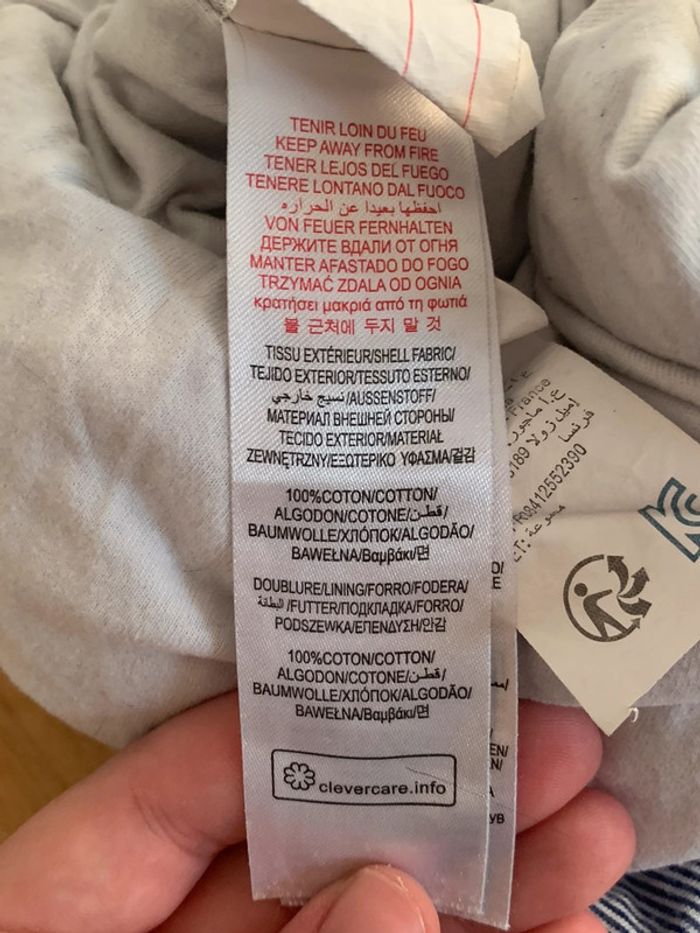 TENIR LOIN DU FEU
KEEP AWAY FROM FIRE
TENER LEJOS DEL FUEGO
TENERE LONTANO DAL FUOCO
احفظها بعيدا عن الحراره
VON FEUER FERNHALTEN
ДЕРЖИТЕ ВДАЛИ ОТ ОГНЯ
MANTER AFASTADO DO FOGO
TRZYMAĆ ZDALA OD OGNIA
κρατήσει μακριά από τη φωτιά
불 근처에 두지 말 것
TISSU EXTÉRIEUR/SHELL FABRIC/
TEJIDO EXTERIOR/TESSUTO ESTERNO/
نسيج خارجي/AUSSENSTOFF/
МАТЕРИАЛ ВНЕШНЕЙ СТОРОНЫ/
TECIDO EXTERIOR/MATERIAŁ
ZEWNĘTRZNY/ΕΞΩΤΕΡΙΚΟ ΥΦΑΣΜΑ/겉감
100%COTON/COTTON/
ALGODON/COTONE/قطن/
BAUMWOLLE/ХЛОПОК/ALGODÃO/
BAWEŁNA/Βαμβάκι/면
DOUBLURE/LINING/FORRO/FODERA/
البطانة/FUTTER/ПОДКЛАДКА/FORRO/
PODSZEWKA/ΕΠΕΝΔΥΣΗ/안감
100%COTON/COTTON/
ALGODON/COTONE/قطن/
BAUMWOLLE/ХЛОПОК/ALGODÃO/
BAWEŁNA/Βαμβάκι/면
clevercare.info
France
إميل زولا
فرنسا